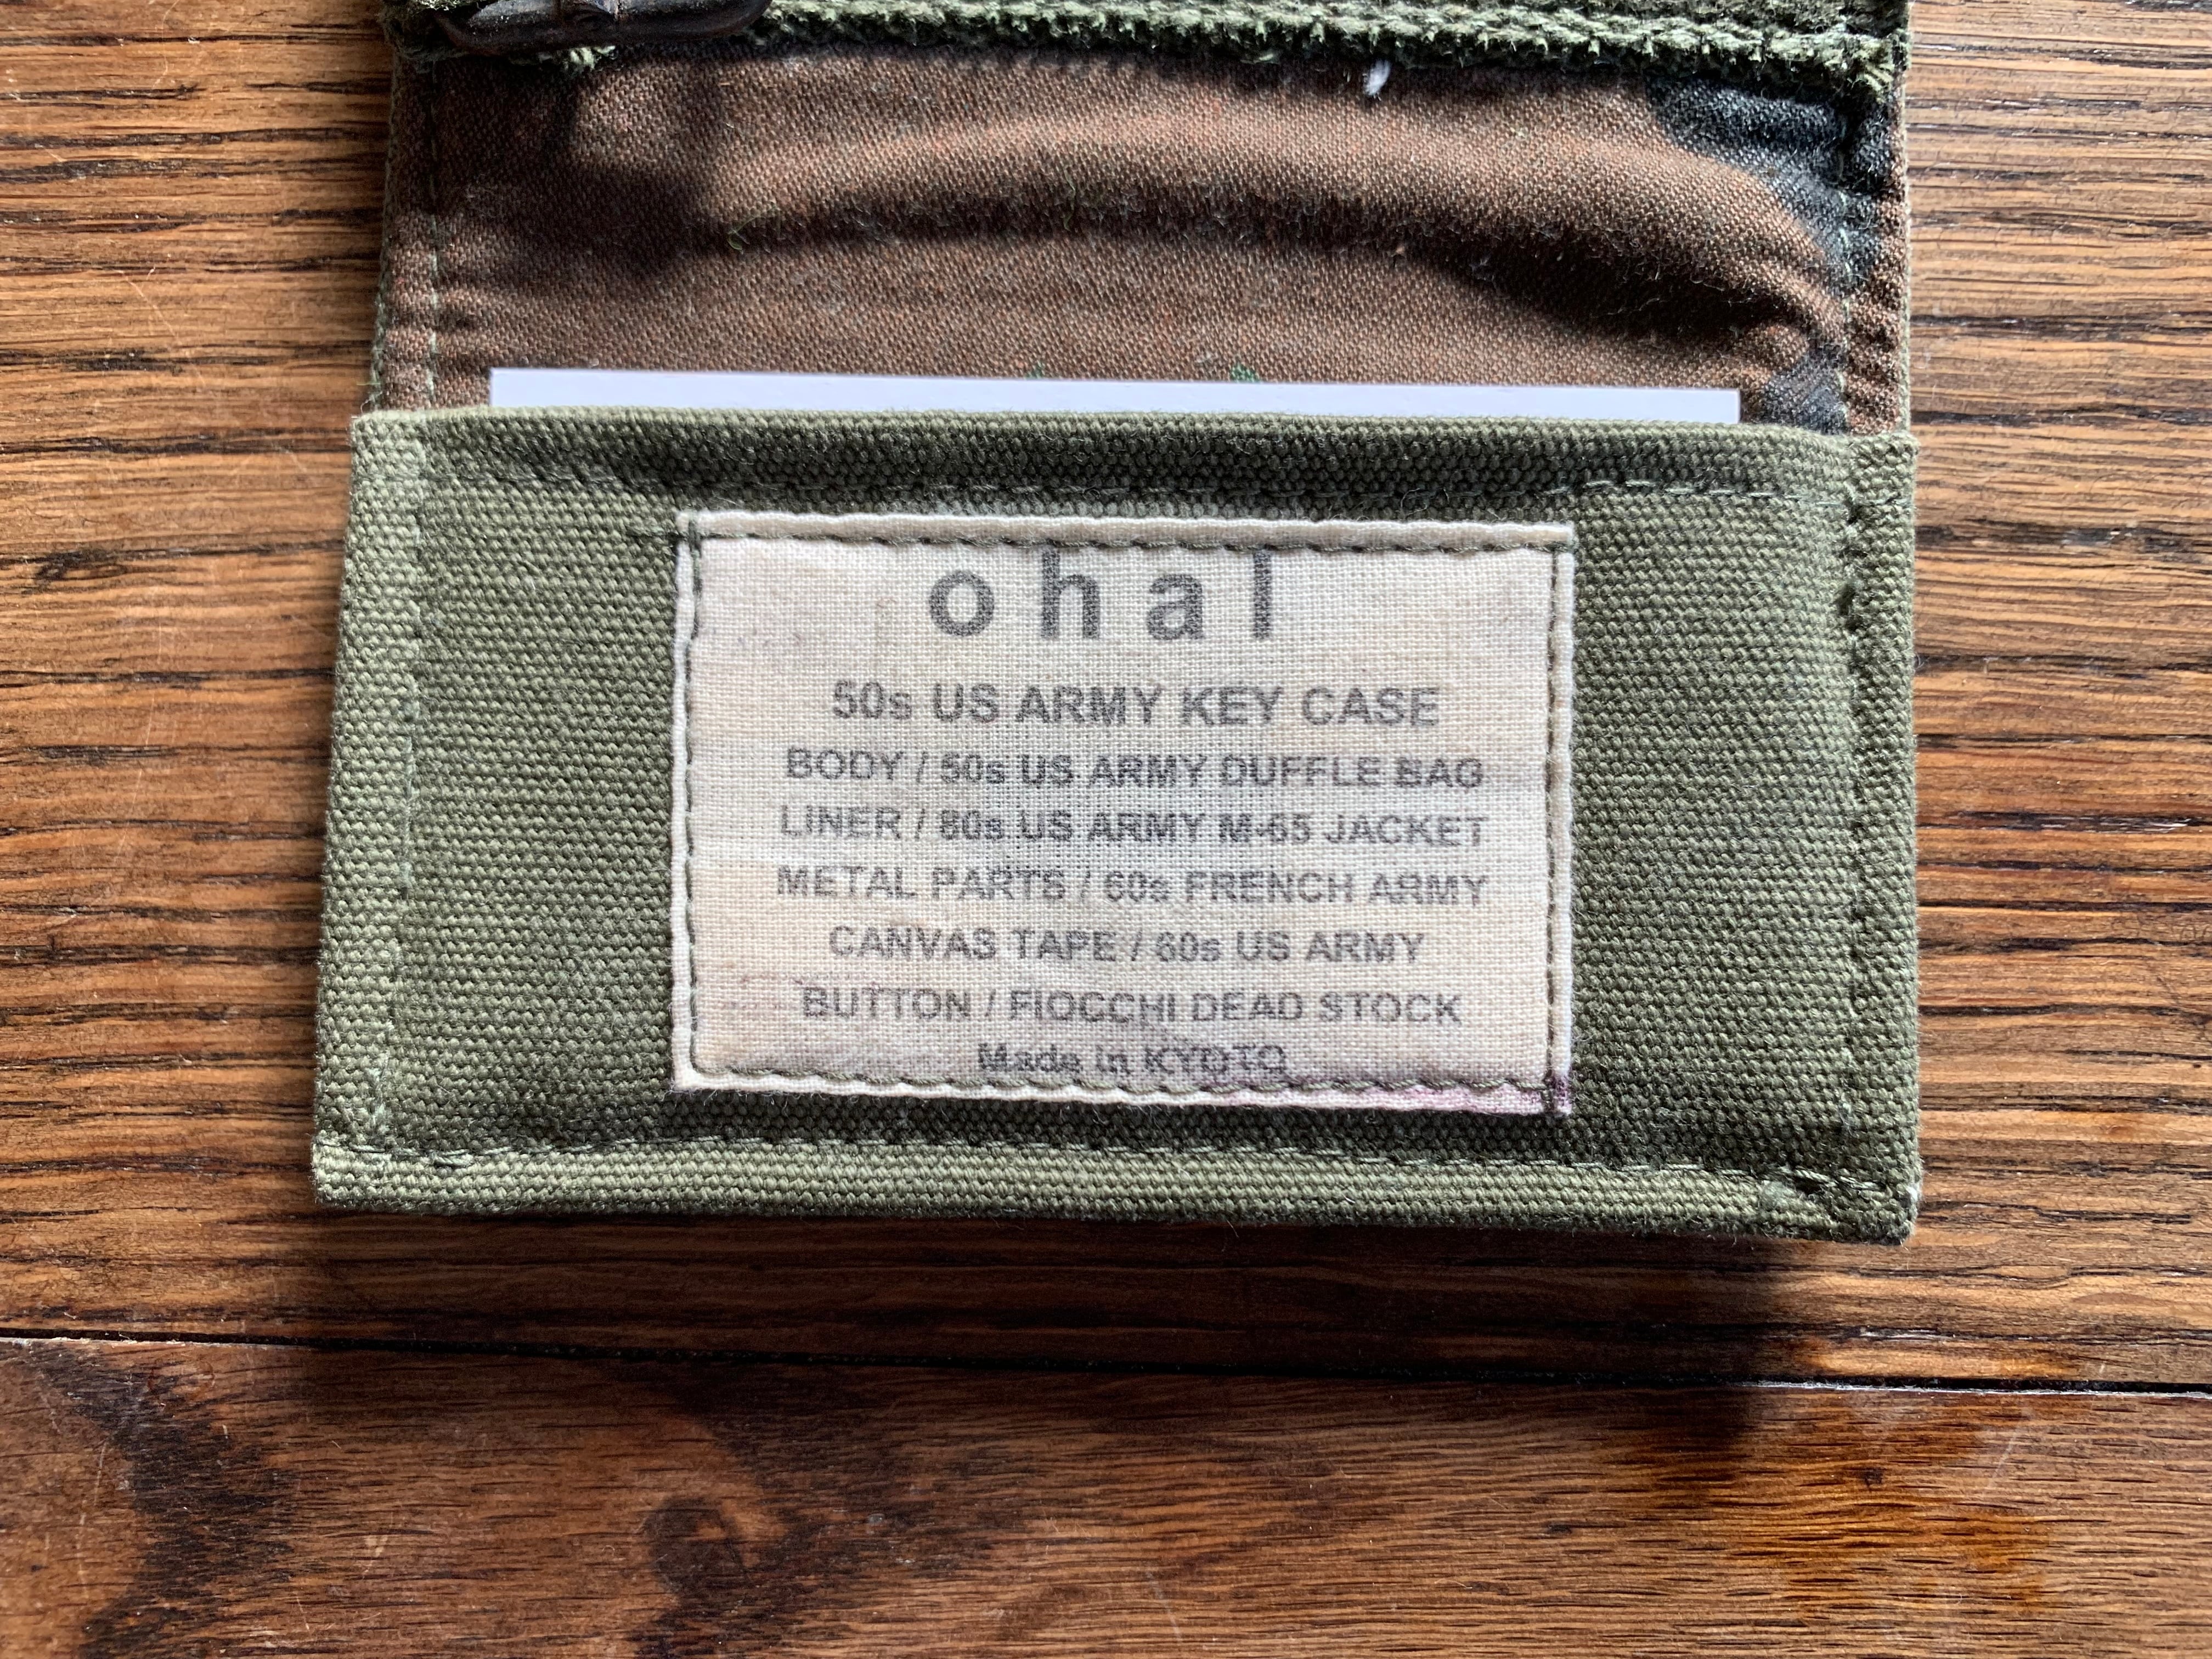 ohal
50s US ARMY KEY CASE
BODY / 50s US ARMY DUFFLE BAG
LINER / 80s US ARMY M-65 JACKET
METAL PARTS / 60s FRENCH ARMY
CANVAS TAPE / 60s US ARMY
BUTTON / FIOCCHI DEAD STOCK
Made in KYOTO